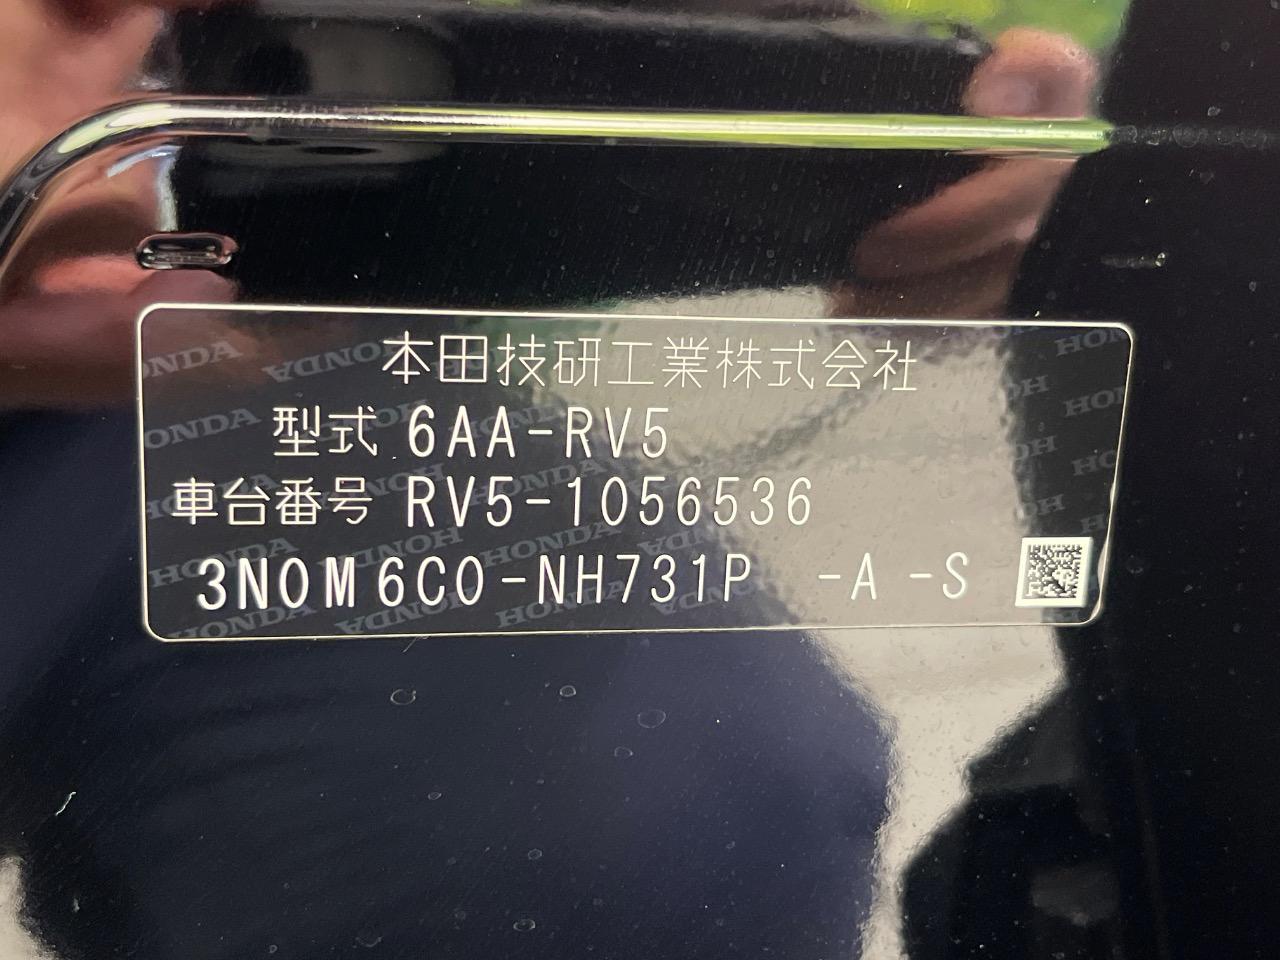 本田技研工業株式会社
型式 6AA-RV5
車台番号 RV5-1056536
3N0M6C0-NH731P -A -S